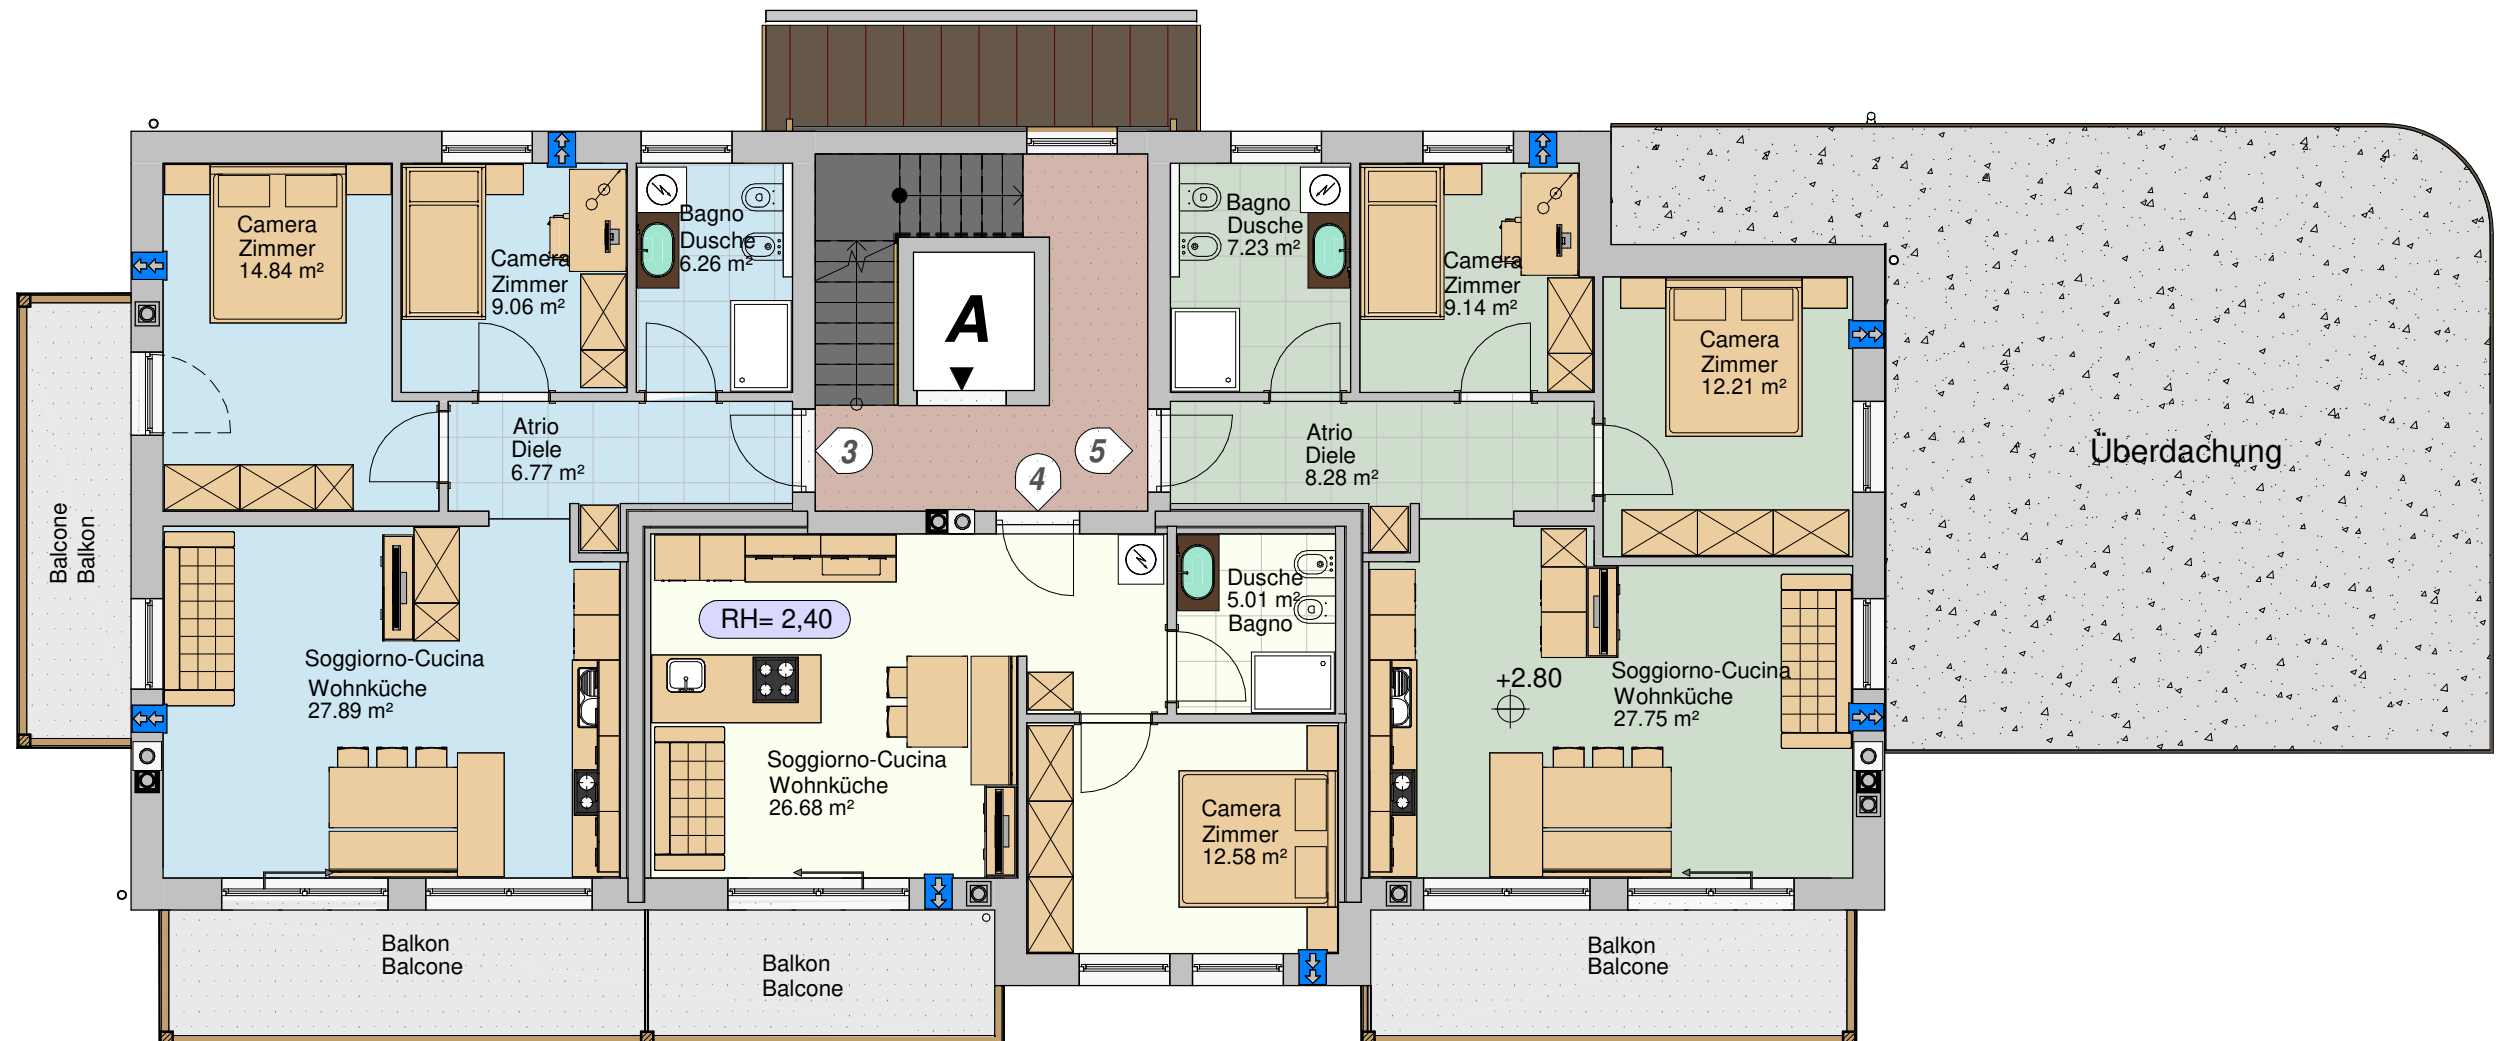 Camera
Zimmer
14.84 m²
Camera
Zimmer
9.06 m²
Bagno
Dusche
6.26 m²
A
Bagno
Dusche
7.23 m²
Camera
Zimmer
9.14 m²
Camera
Zimmer
12.21 m²
Überdachung
Atrio
Diele
6.77 m²
3
4
5
Atrio
Diele
8.28 m²
Balcone
Balkon
Soggiorno-Cucina
Wohnküche
27.89 m²
RH= 2,40
Dusche
5.01 m²
Bagno
Soggiorno-Cucina
Wohnküche
26.68 m²
Camera
Zimmer
12.58 m²
+2.80
Soggiorno-Cucina
Wohnküche
27.75 m²
Balkon
Balcone
Balkon
Balcone
Balkon
Balcone